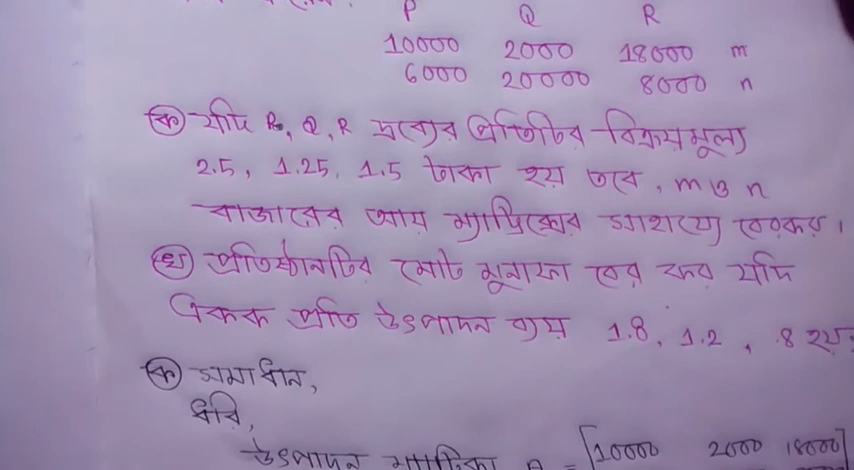 P Q R
10000 2000 18000 m
6000 20000 8000 n
(ক) যদি P, Q, R দ্রব্যের প্রতিটির বিক্রয়মূল্য
2.5, 1.25, 1.5 টাকা হয় তবে, m ও n
বাজারের আয় ম্যাট্রিক্সের সাহায্যে বেরকর।
(খ) প্রতিষ্ঠানটির মোট মুনাফা বের কর যদি
একক প্রতি উৎপাদন ব্যয় 1.8, 1.2, .8 হয়
(ক) সমাধান,
ধরি,
উৎপাদন ম্যাট্রিক্স A = [10000 2000 18000]